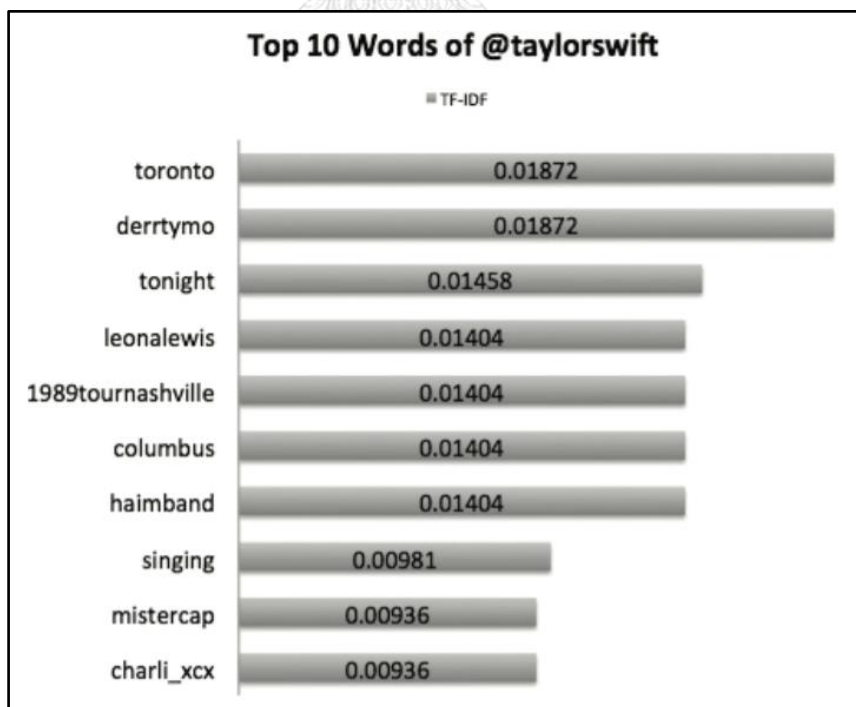 Top 10 Words of @taylorswift
TF-IDF
toronto 0.01872
derrtymo 0.01872
tonight 0.01458
leonalewis 0.01404
1989tournashville 0.01404
columbus 0.01404
haimband 0.01404
singing 0.00981
mistercap 0.00936
charli_xcx 0.00936